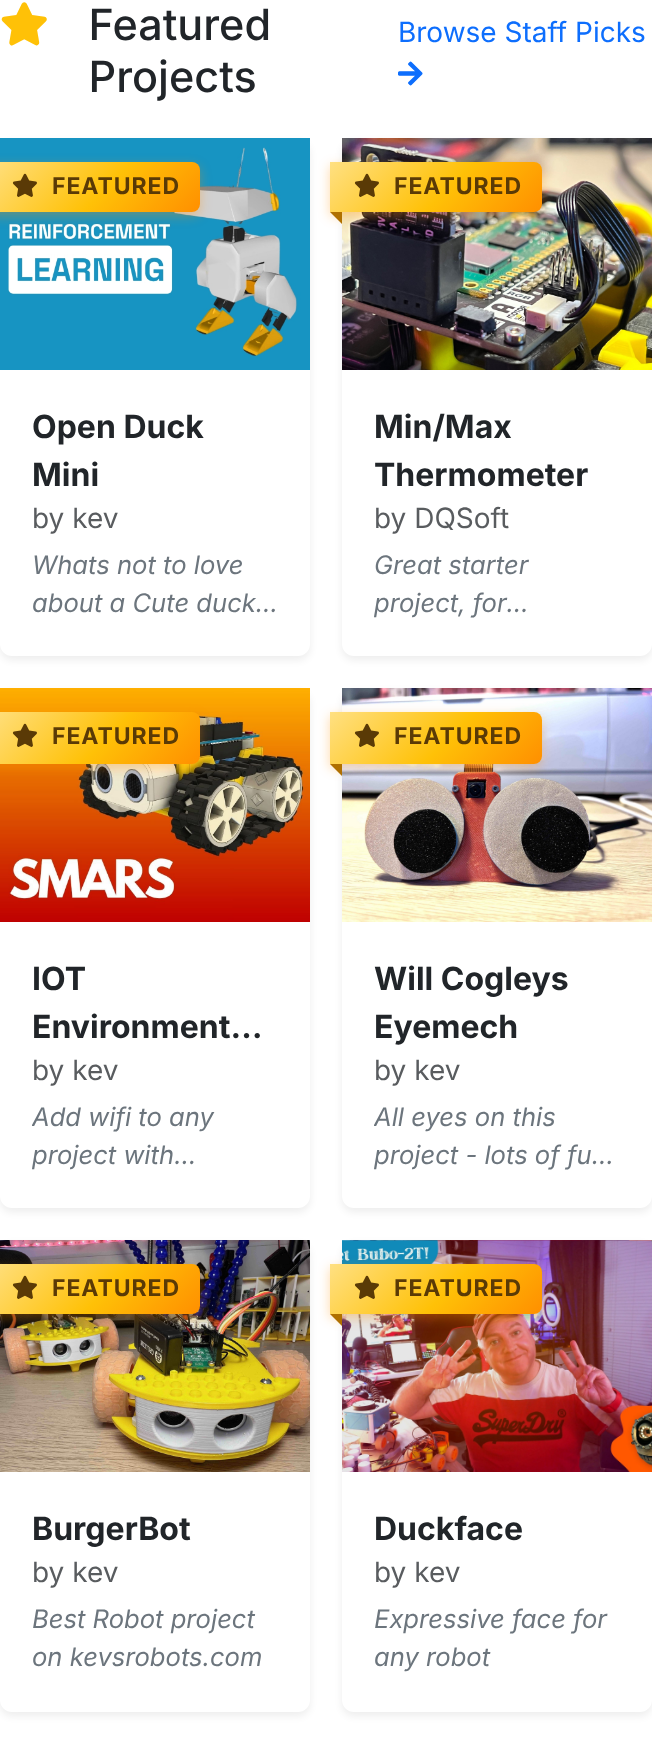 Featured
Projects
Browse Staff Picks
→
FEATURED
REINFORCEMENT
LEARNING
Open Duck
Mini
by kev
Whats not to love
about a Cute duck...
FEATURED
Min/Max
Thermometer
by DQSoft
Great starter
project, for...
FEATURED
SMARS
IOT
Environment...
by kev
Add wifi to any
project with...
FEATURED
Will Cogleys
Eyemech
by kev
All eyes on this
project - lots of fu...
FEATURED
BurgerBot
by kev
Best Robot project
on kevsrobots.com
t Bubo-2T!
FEATURED
SuperDry®
Duckface
by kev
Expressive face for
any robot